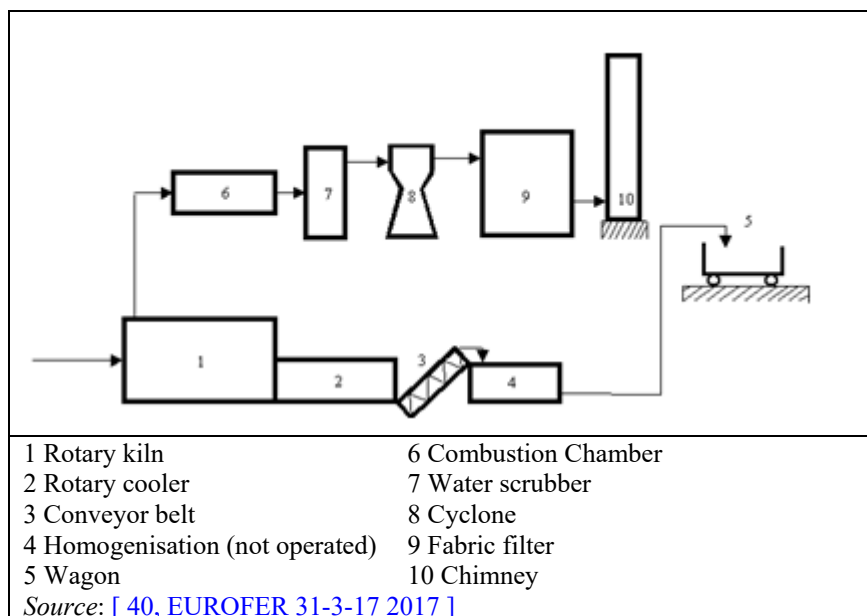 6
7
8
9
10
5
1
2
3
4
1 Rotary kiln
2 Rotary cooler
3 Conveyor belt
4 Homogenisation (not operated)
5 Wagon
6 Combustion Chamber
7 Water scrubber
8 Cyclone
9 Fabric filter
10 Chimney
Source: [ 40, EUROFER 31-3-17 2017 ]